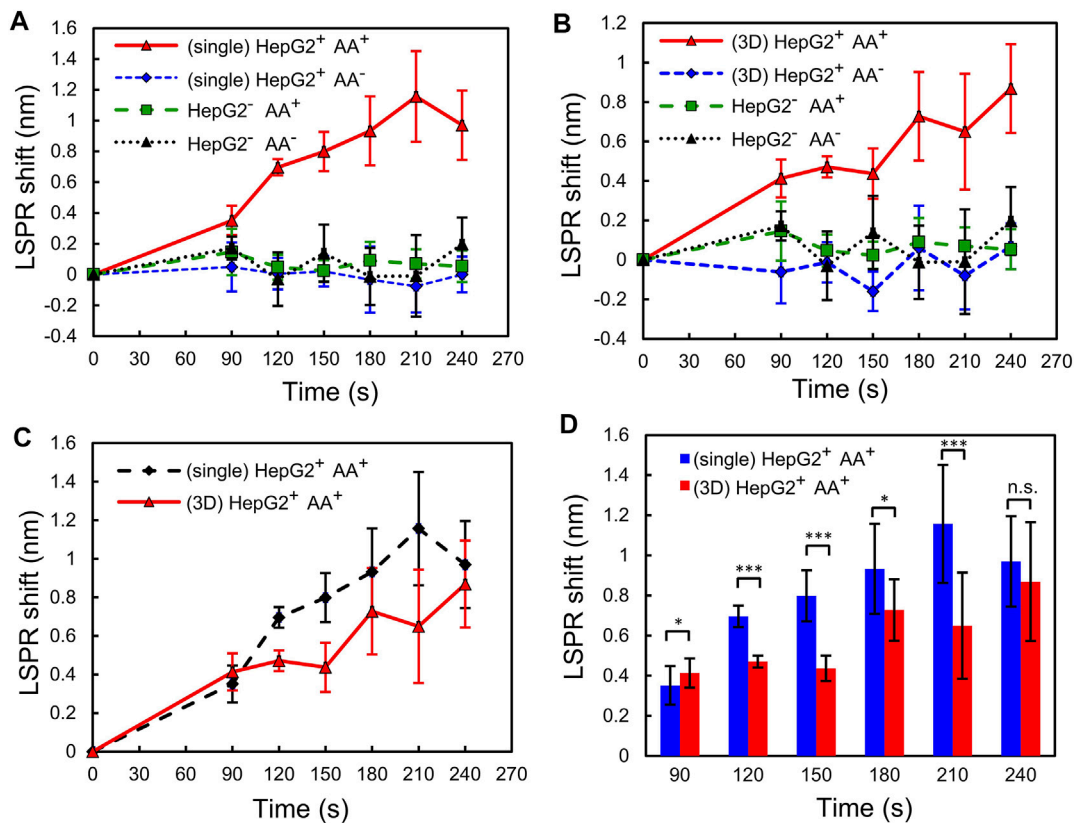 A
(single) HepG2⁺ AA⁺
(single) HepG2⁺ AA⁻
HepG2⁻ AA⁺
HepG2⁻ AA⁻
LSPR shift (nm)
1.6
1.4
1.2
1
0.8
0.6
0.4
0.2
0
-0.2
-0.4
0 30 60 90 120 150 180 210 240 270
Time (s)
B
(3D) HepG2⁺ AA⁺
(3D) HepG2⁺ AA⁻
HepG2⁻ AA⁺
HepG2⁻ AA⁻
LSPR shift (nm)
1.2
1
0.8
0.6
0.4
0.2
0
-0.2
-0.4
0 30 60 90 120 150 180 210 240 270
Time (s)
C
(single) HepG2⁺ AA⁺
(3D) HepG2⁺ AA⁺
LSPR shift (nm)
1.6
1.4
1.2
1
0.8
0.6
0.4
0.2
0
0 30 60 90 120 150 180 210 240 270
Time (s)
D
(single) HepG2⁺ AA⁺
(3D) HepG2⁺ AA⁺
LSPR shift (nm)
1.6
1.4
1.2
1
0.8
0.6
0.4
0.2
0
* *** *** * *** n.s.
90 120 150 180 210 240
Time (s)